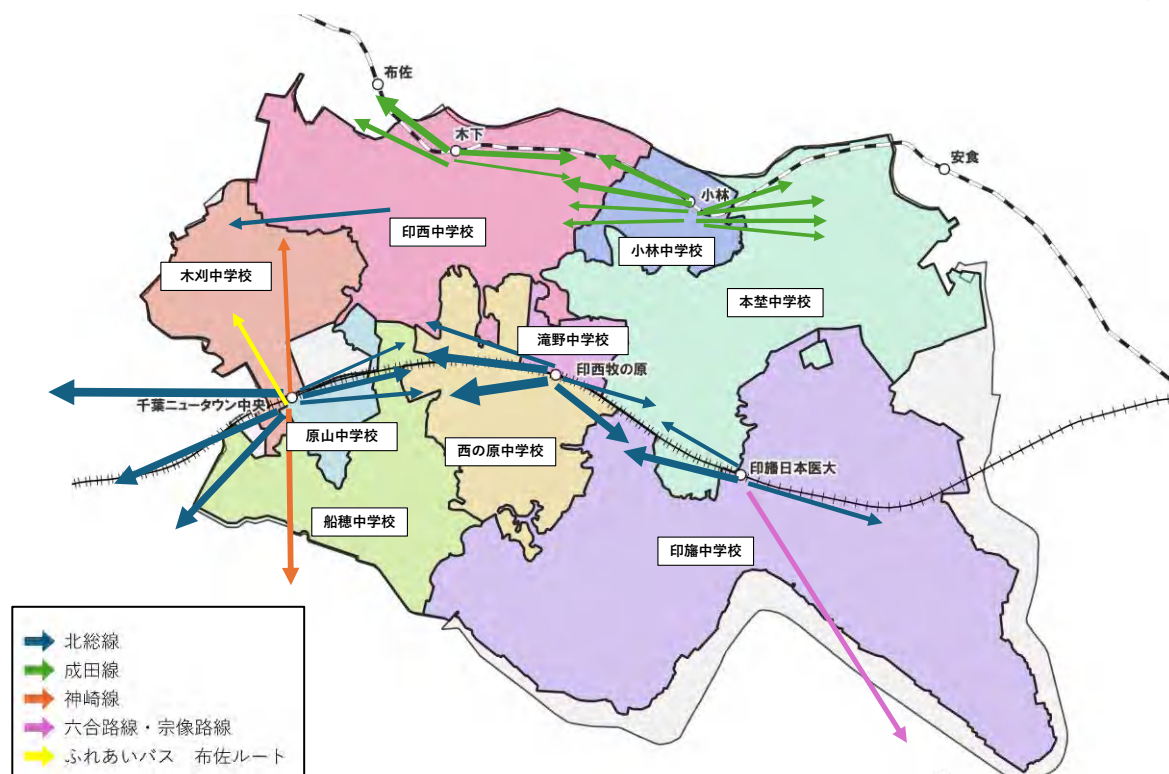 布佐
木下
安食
小林
印西中学校
小林中学校
木刈中学校
本埜中学校
滝野中学校
印西牧の原
千葉ニュータウン中央
原山中学校
西の原中学校
印旛日本医大
船穂中学校
印旛中学校
北総線
成田線
神崎線
六合路線・宗像路線
ふれあいバス 布佐ルート